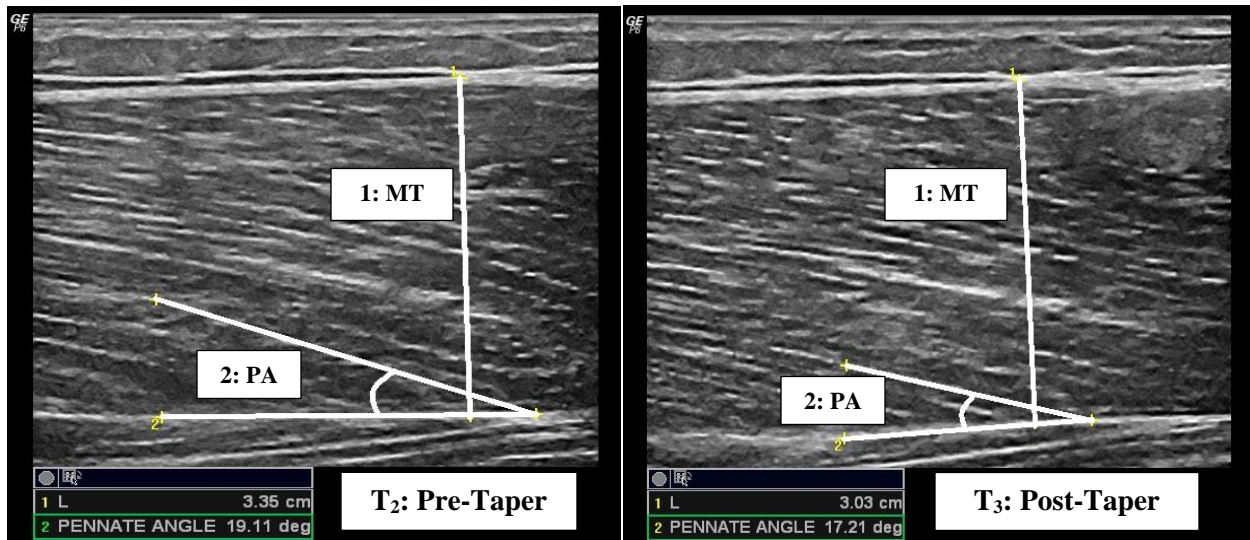 GE
P6
1
1: MT
2: PA
2
1 L 3.35 cm
2 PENNATE ANGLE 19.11 deg
T₂: Pre-Taper
GE
P6
1
1: MT
2: PA
2
1 L 3.03 cm
2 PENNATE ANGLE 17.21 deg
T₃: Post-Taper